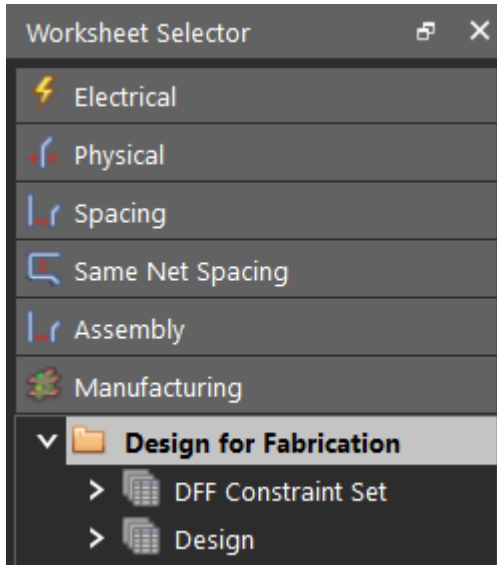 Worksheet Selector
Electrical
Physical
Spacing
Same Net Spacing
Assembly
Manufacturing
Design for Fabrication
DFF Constraint Set
Design